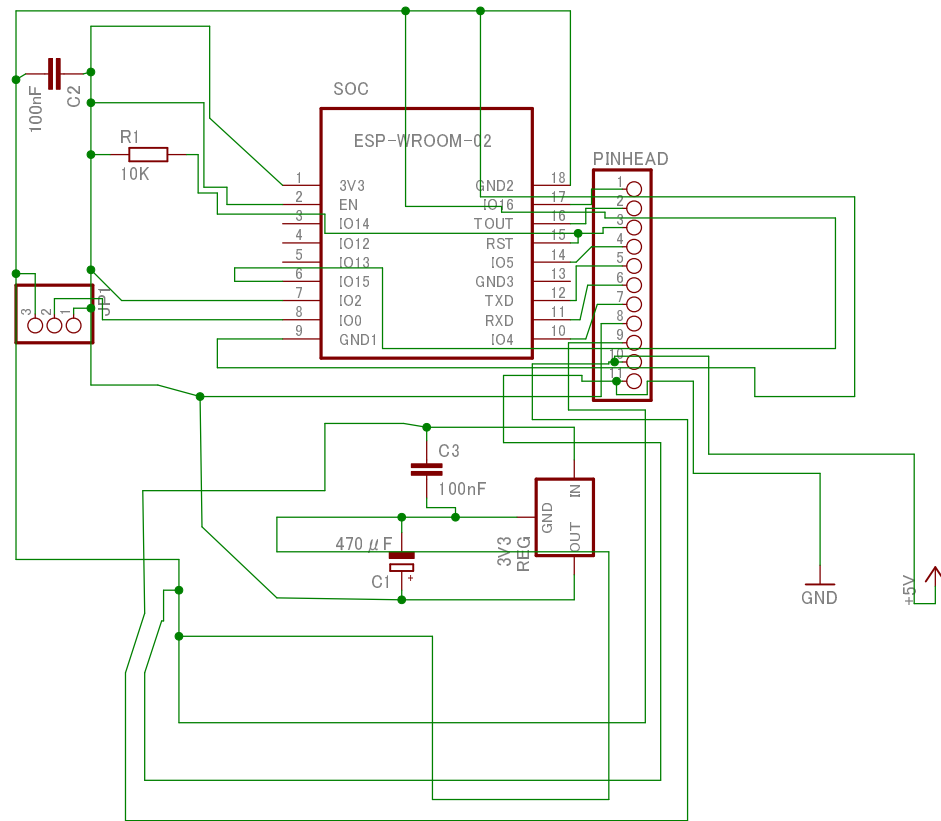 SOC
100nF
C2
R1
10K
ESP-WROOM-02
PINHEAD
1
2
3
4
5
6
7
8
9
3V3
EN
IO14
IO12
IO13
IO15
IO2
IO0
GND1
GND2
IO16
TOUT
RST
IO5
GND3
TXD
RXD
IO4
18
17
16
15
14
13
12
11
10
1
2
3
4
5
6
7
8
9
10
11
3
2
1
JP1
C3
100nF
470μF
C1
+
3V3
REG
GND
IN
OUT
GND
+5V